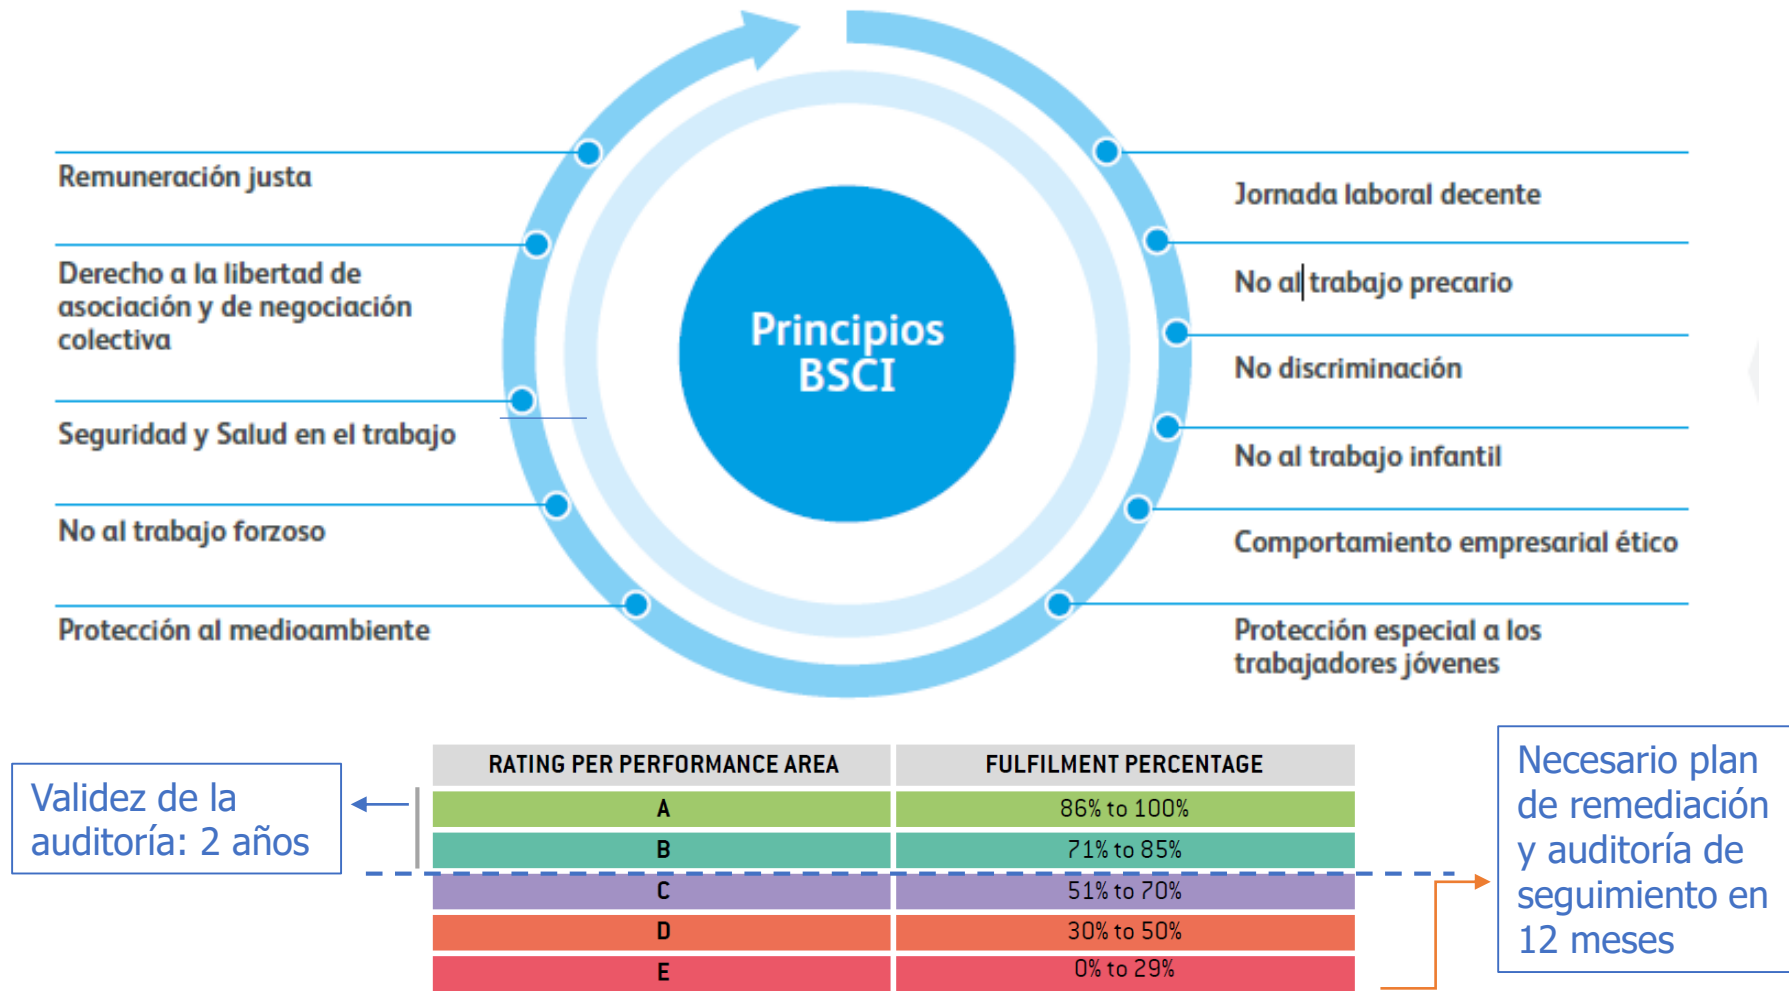 Remuneración justa
Derecho a la libertad de
asociación y de negociación
colectiva
Seguridad y Salud en el trabajo
No al trabajo forzoso
Protección al medioambiente
Principios
BSCI
Jornada laboral decente
No al trabajo precario
No discriminación
No al trabajo infantil
Comportamiento empresarial ético
Protección especial a los
trabajadores jóvenes
Validez de la
auditoría: 2 años
RATING PER PERFORMANCE AREA FULFILMENT PERCENTAGE
A 86% to 100%
B 71% to 85%
C 51% to 70%
D 30% to 50%
E 0% to 29%
Necesario plan
de remediación
y auditoría de
seguimiento en
12 meses